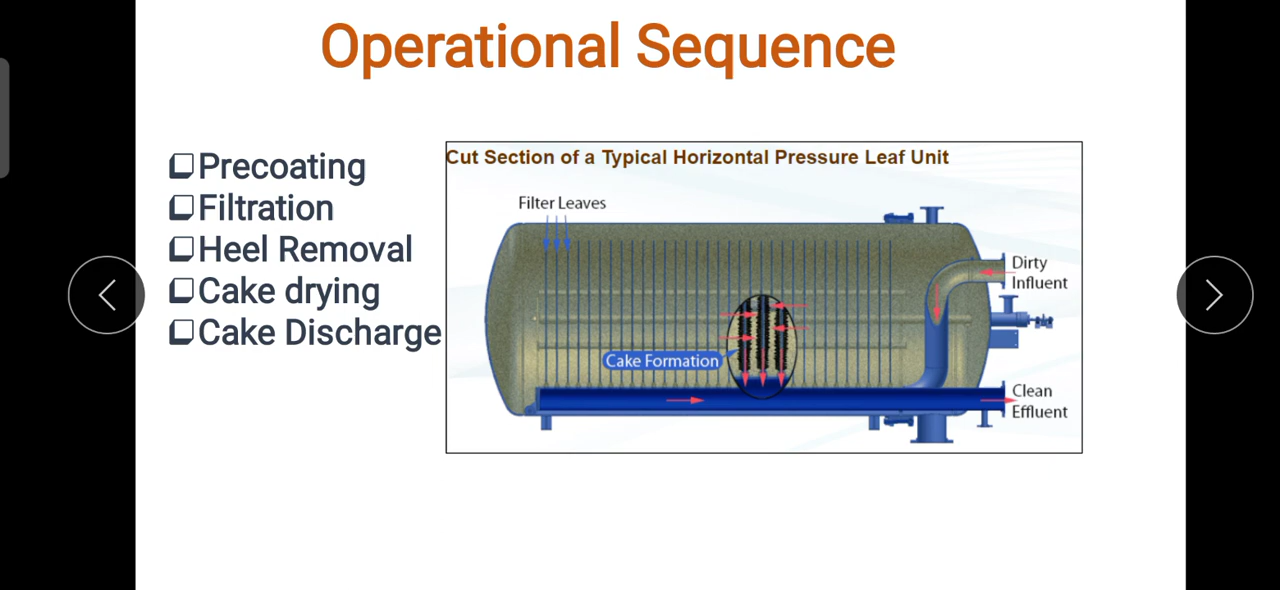 Operational Sequence
Precoating
Filtration
Heel Removal
Cake drying
Cake Discharge
Cut Section of a Typical Horizontal Pressure Leaf Unit
Filter Leaves
Dirty
Influent
Cake Formation
Clean
Effluent